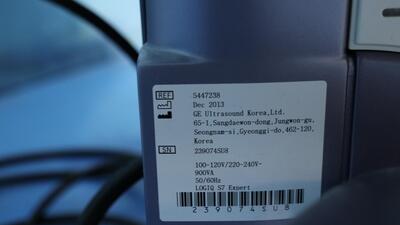 REF 5447238
Dec 2013
GE Ultrasound Korea,Ltd.
65-1,Sangdaewon-dong,Jungwon-gu,
Seongnam-si,Gyeonggi-do,462-120,
Korea
SN 239074SU8
100-120V/220-240V~
900VA
50/60Hz
LOGIQ S7 Expert
239074SU8